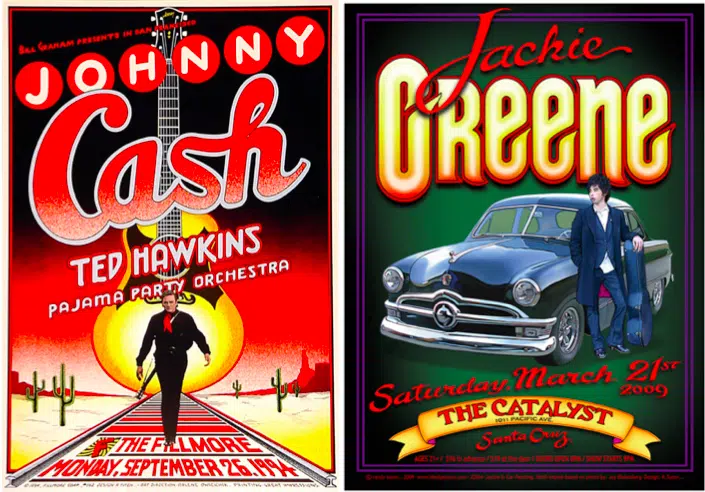 BILL GRAHAM PRESENTS IN SAN FRANCISCO
JOHNNY
Cash
TED HAWKINS
PAJAMA PARTY ORCHESTRA
THE FILLMORE
MONDAY, SEPTEMBER 26, 1994
Jackie
GREENE
Saturday, March 21ST
2009
THE CATALYST
1011 PACIFIC AVE.
Santa Cruz